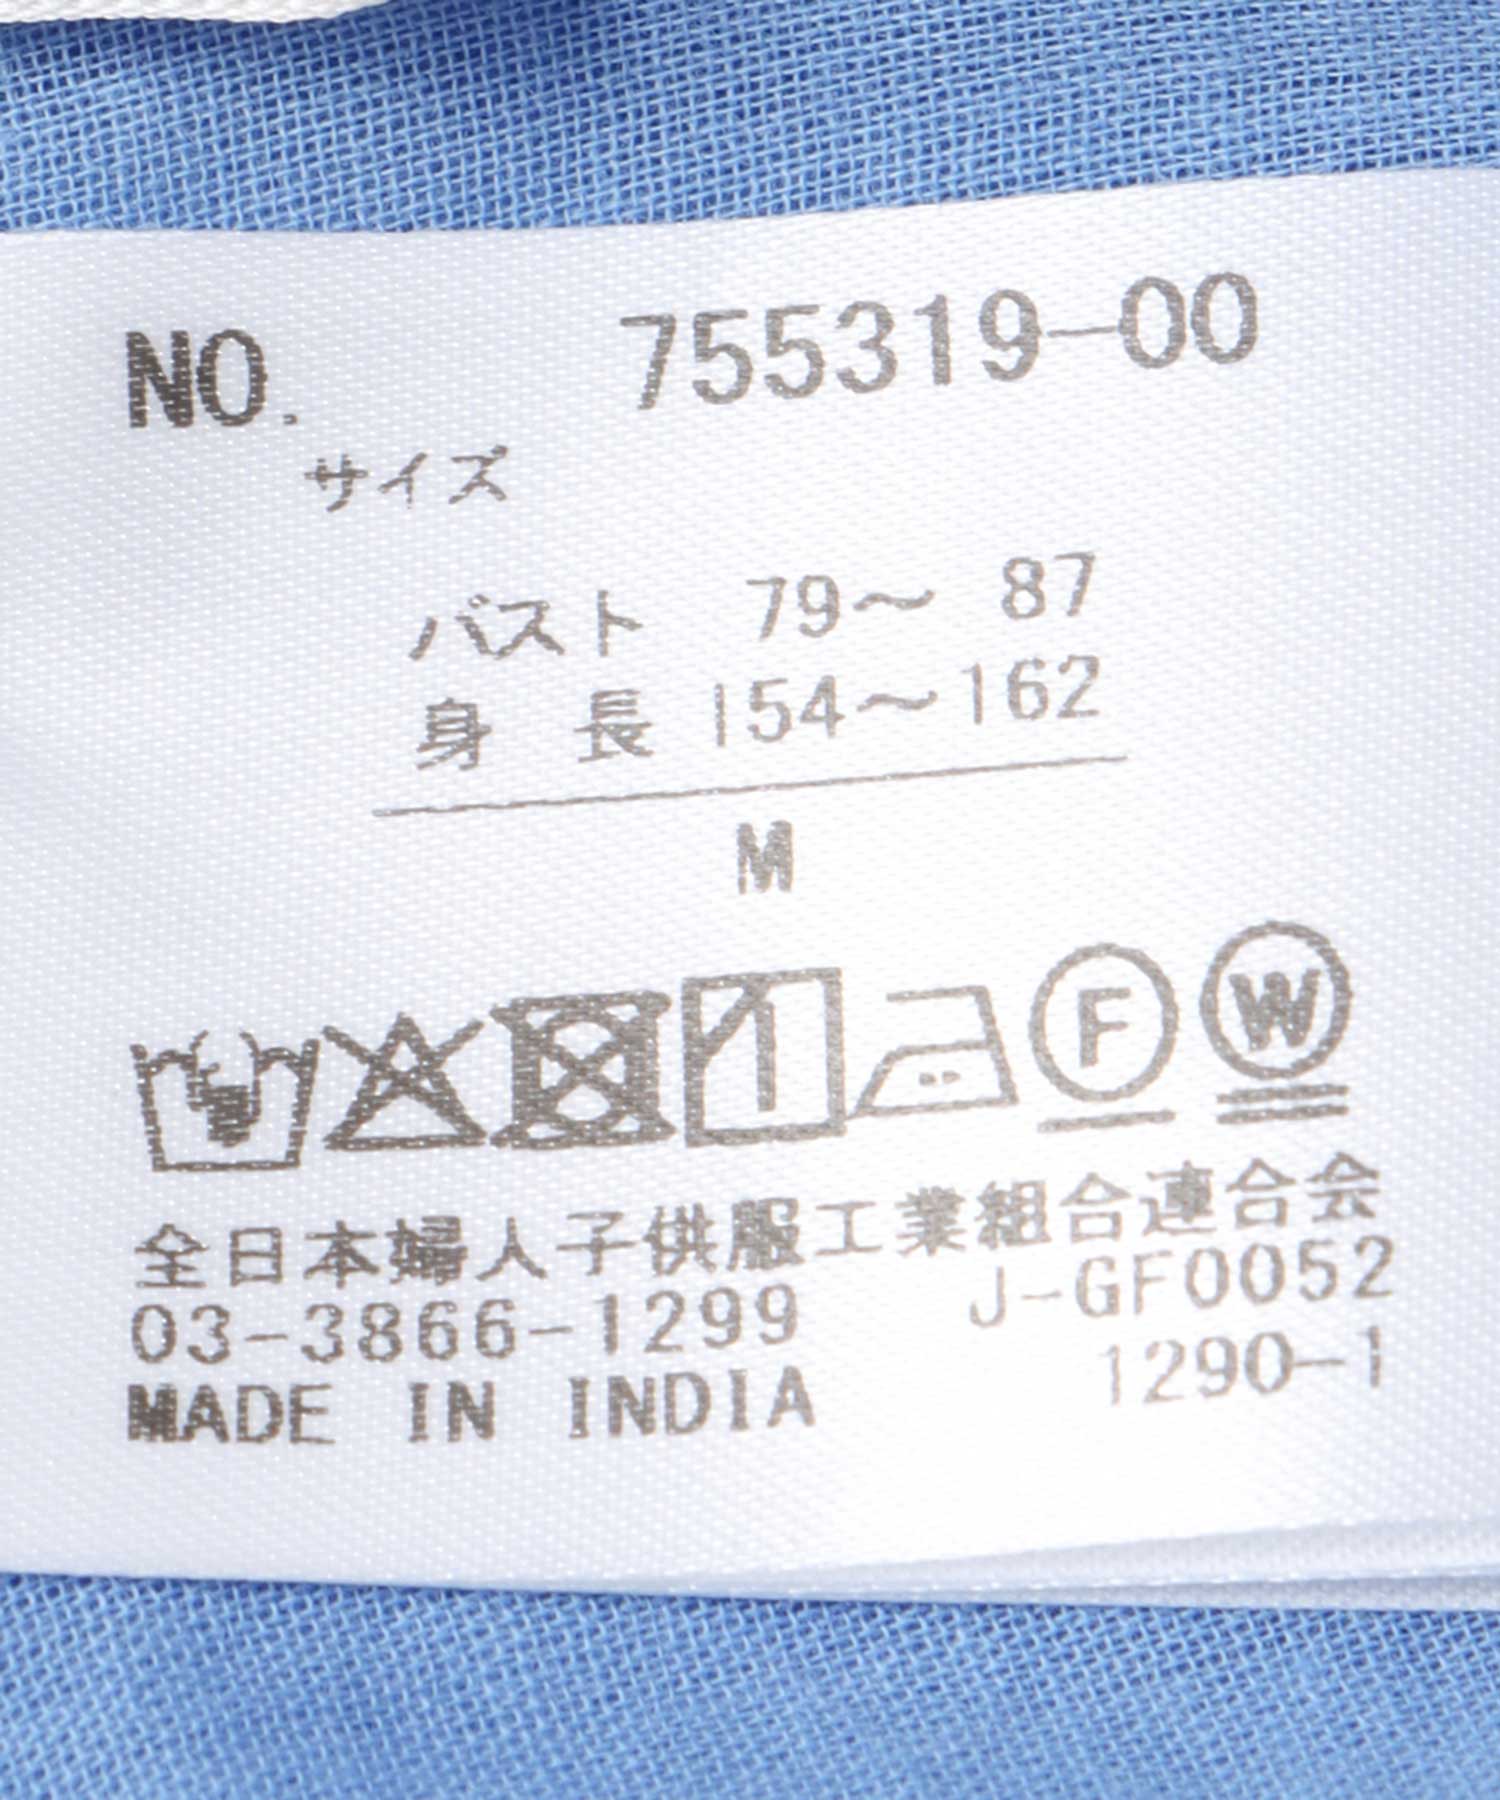 NO. 755319-00
サイズ
バスト 79〜 87
身 長 154〜162
M
F W
全日本婦人子供服工業組合連合会
03-3866-1299 J-GF0052
MADE IN INDIA 1290-1